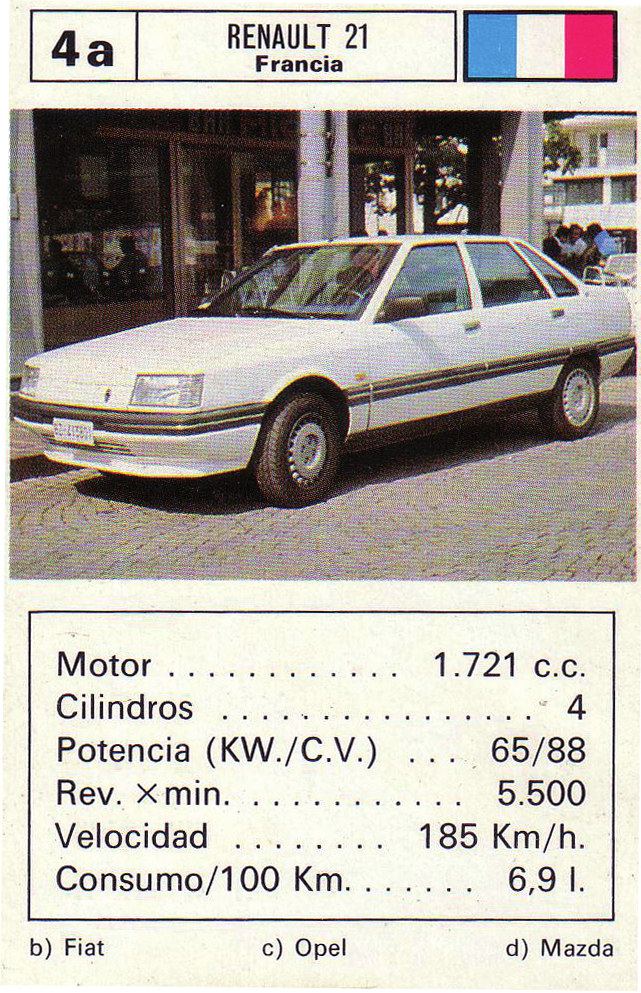 4a
RENAULT 21
Francia
BAR
Motor . . . . . . . . . . . . 1.721 c.c.
Cilindros . . . . . . . . . . . . . . . . . 4
Potencia (KW./C.V.) . . . 65/88
Rev. × min. . . . . . . . . . . . 5.500
Velocidad . . . . . . . . 185 Km/h.
Consumo/100 Km. . . . . . . 6,9 l.
b) Fiat c) Opel d) Mazda